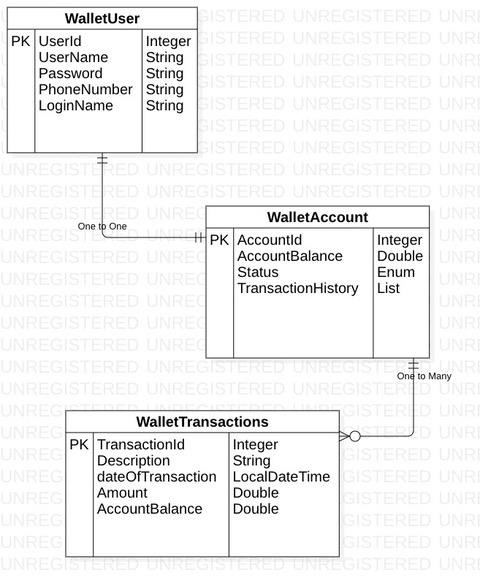 WalletUser
PK UserId Integer
UserName String
Password String
PhoneNumber String
LoginName String
One to One
WalletAccount
PK AccountId Integer
AccountBalance Double
Status Enum
TransactionHistory List
One to Many
WalletTransactions
PK TransactionId Integer
Description String
dateOfTransaction LocalDateTime
Amount Double
AccountBalance Double
UNREGISTERED